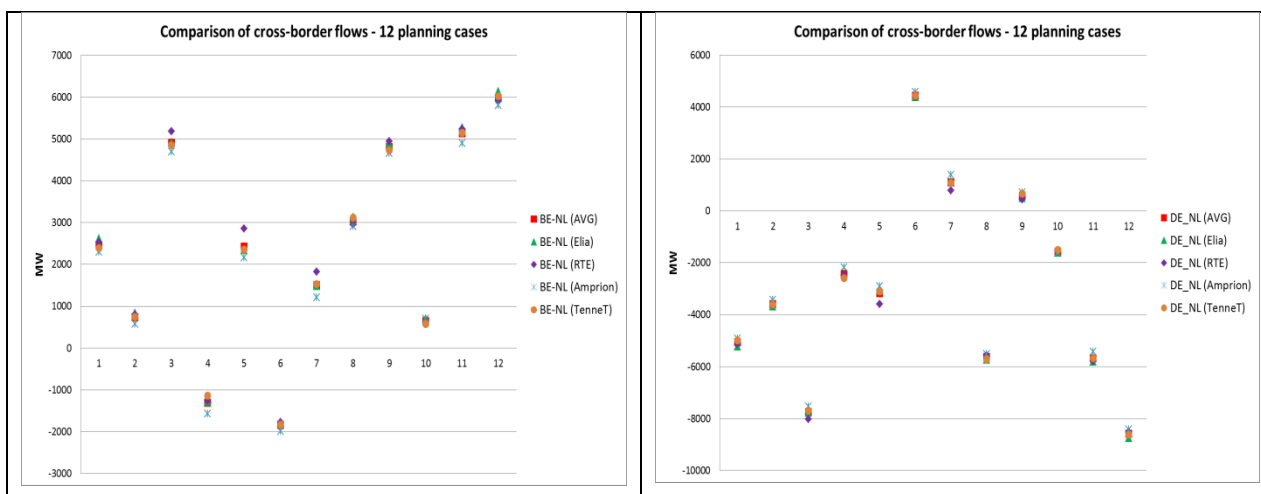 Comparison of cross-border flows - 12 planning cases
7000
6000
5000
4000
3000
2000
1000
0
-1000
-2000
-3000
MW
1 2 3 4 5 6 7 8 9 10 11 12
BE-NL (AVG)
BE-NL (Elia)
BE-NL (RTE)
BE-NL (Amprion)
BE-NL (TenneT)
Comparison of cross-border flows - 12 planning cases
6000
4000
2000
0
-2000
-4000
-6000
-8000
-10000
MW
1 2 3 4 5 6 7 8 9 10 11 12
DE_NL (AVG)
DE_NL (Elia)
DE_NL (RTE)
DE_NL (Amprion)
DE_NL (TenneT)